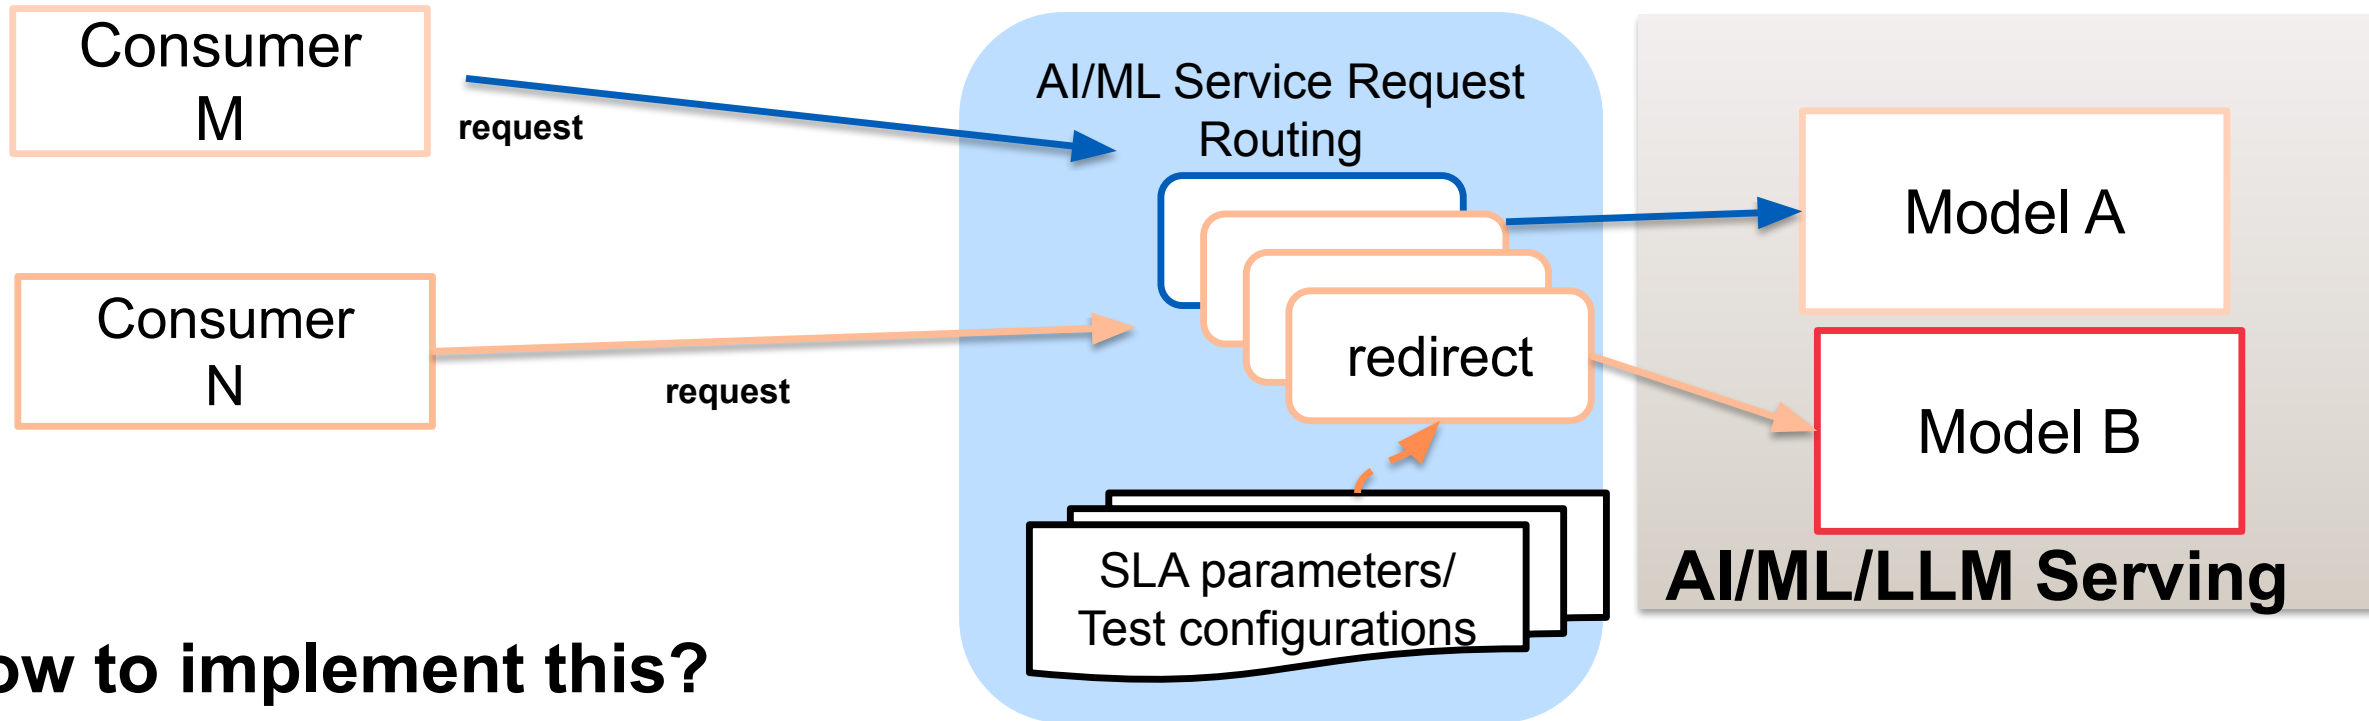 Consumer
M
request
Consumer
N
request
AI/ML Service Request
Routing
redirect
SLA parameters/
Test configurations
Model A
Model B
AI/ML/LLM Serving
ow to implement this?